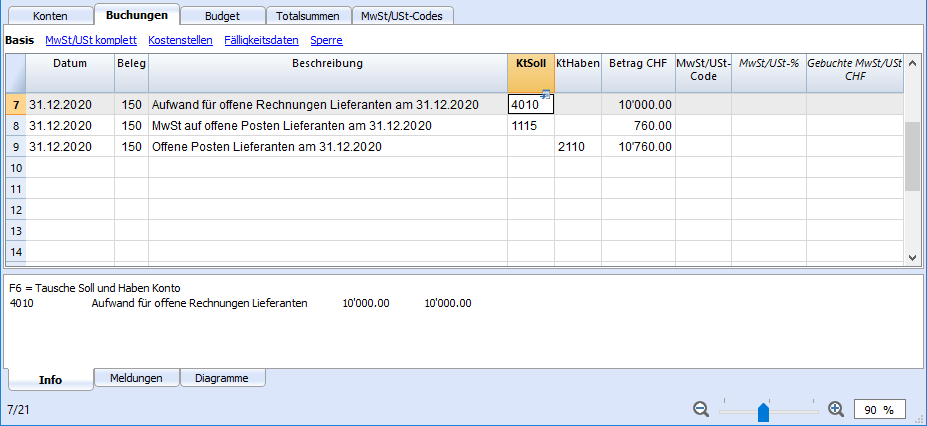 Konten Buchungen Budget Totalsummen MwSt/USt-Codes
Basis MwSt/USt komplett Kostenstellen Fälligkeitsdaten Sperre
Datum Beleg Beschreibung KtSoll KtHaben Betrag CHF MwSt/USt-Code MwSt/USt-% Gebuchte MwSt/USt CHF
7 31.12.2020 150 Aufwand für offene Rechnungen Lieferanten am 31.12.2020 4010 10'000.00
8 31.12.2020 150 MwSt auf offene Posten Lieferanten am 31.12.2020 1115 760.00
9 31.12.2020 150 Offene Posten Lieferanten am 31.12.2020 2110 10'760.00
10
11
12
13
14
F6 = Tausche Soll und Haben Konto
4010 Aufwand für offene Rechnungen Lieferanten 10'000.00 10'000.00
Info Meldungen Diagramme
7/21 90 %